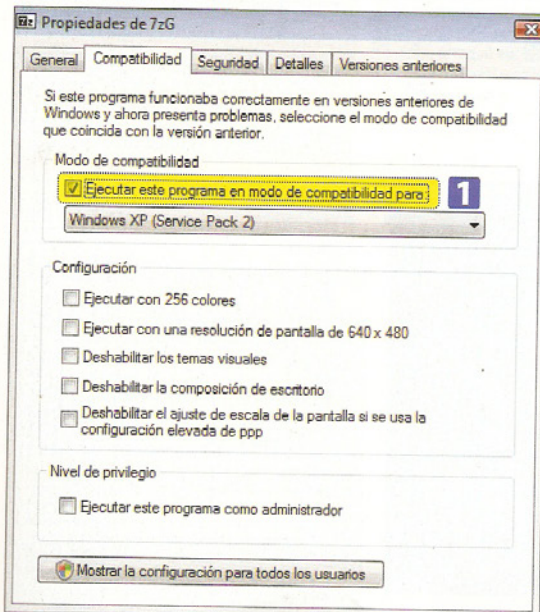 Propiedades de 7zG
General Compatibilidad Seguridad Detalles Versiones anteriores
Si este programa funcionaba correctamente en versiones anteriores de
Windows y ahora presenta problemas, seleccione el modo de compatibilidad
que coincida con la versión anterior.
Modo de compatibilidad
Ejecutar este programa en modo de compatibilidad para: 1
Windows XP (Service Pack 2)
Configuración
Ejecutar con 256 colores
Ejecutar con una resolución de pantalla de 640 x 480
Deshabilitar los temas visuales
Deshabilitar la composición de escritorio
Deshabilitar el ajuste de escala de la pantalla si se usa la
configuración elevada de ppp
Nivel de privilegio
Ejecutar este programa como administrador
Mostrar la configuración para todos los usuarios